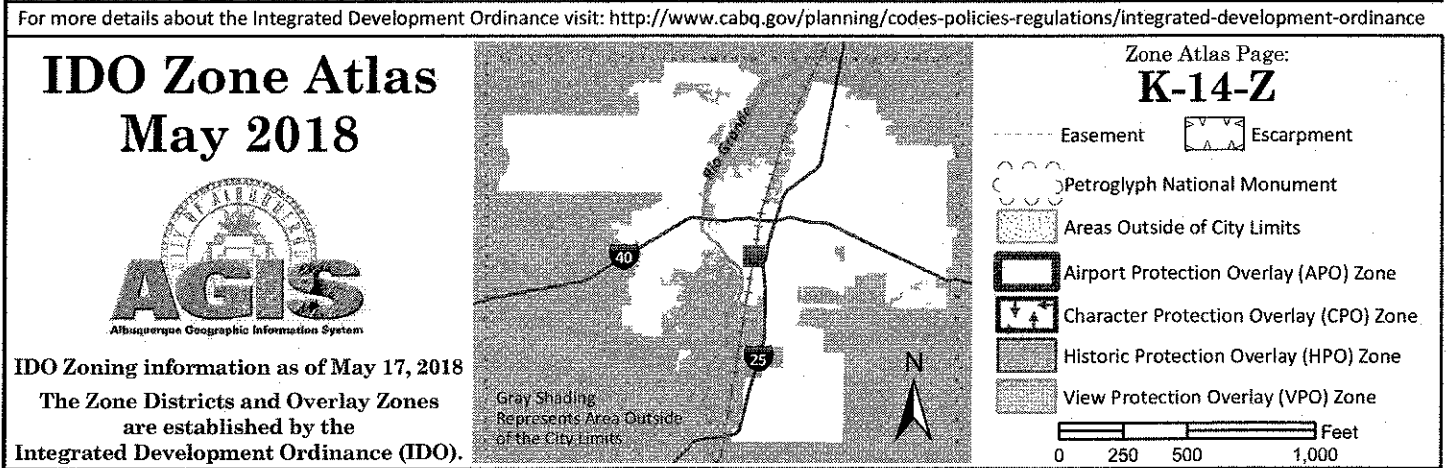 For more details about the Integrated Development Ordinance visit: http://www.cabq.gov/planning/codes-policies-regulations/integrated-development-ordinance
IDO Zone Atlas
May 2018
CITY OF ALBUQUERQUE
AGIS
Albuquerque Geographic Information System
IDO Zoning information as of May 17, 2018
The Zone Districts and Overlay Zones
are established by the
Integrated Development Ordinance (IDO).
Rio Grande
40
25
N
Gray Shading
Represents Area Outside
of the City Limits
Zone Atlas Page:
K-14-Z
Easement
Escarpment
Petroglyph National Monument
Areas Outside of City Limits
Airport Protection Overlay (APO) Zone
Character Protection Overlay (CPO) Zone
Historic Protection Overlay (HPO) Zone
View Protection Overlay (VPO) Zone
Feet
0 250 500 1,000